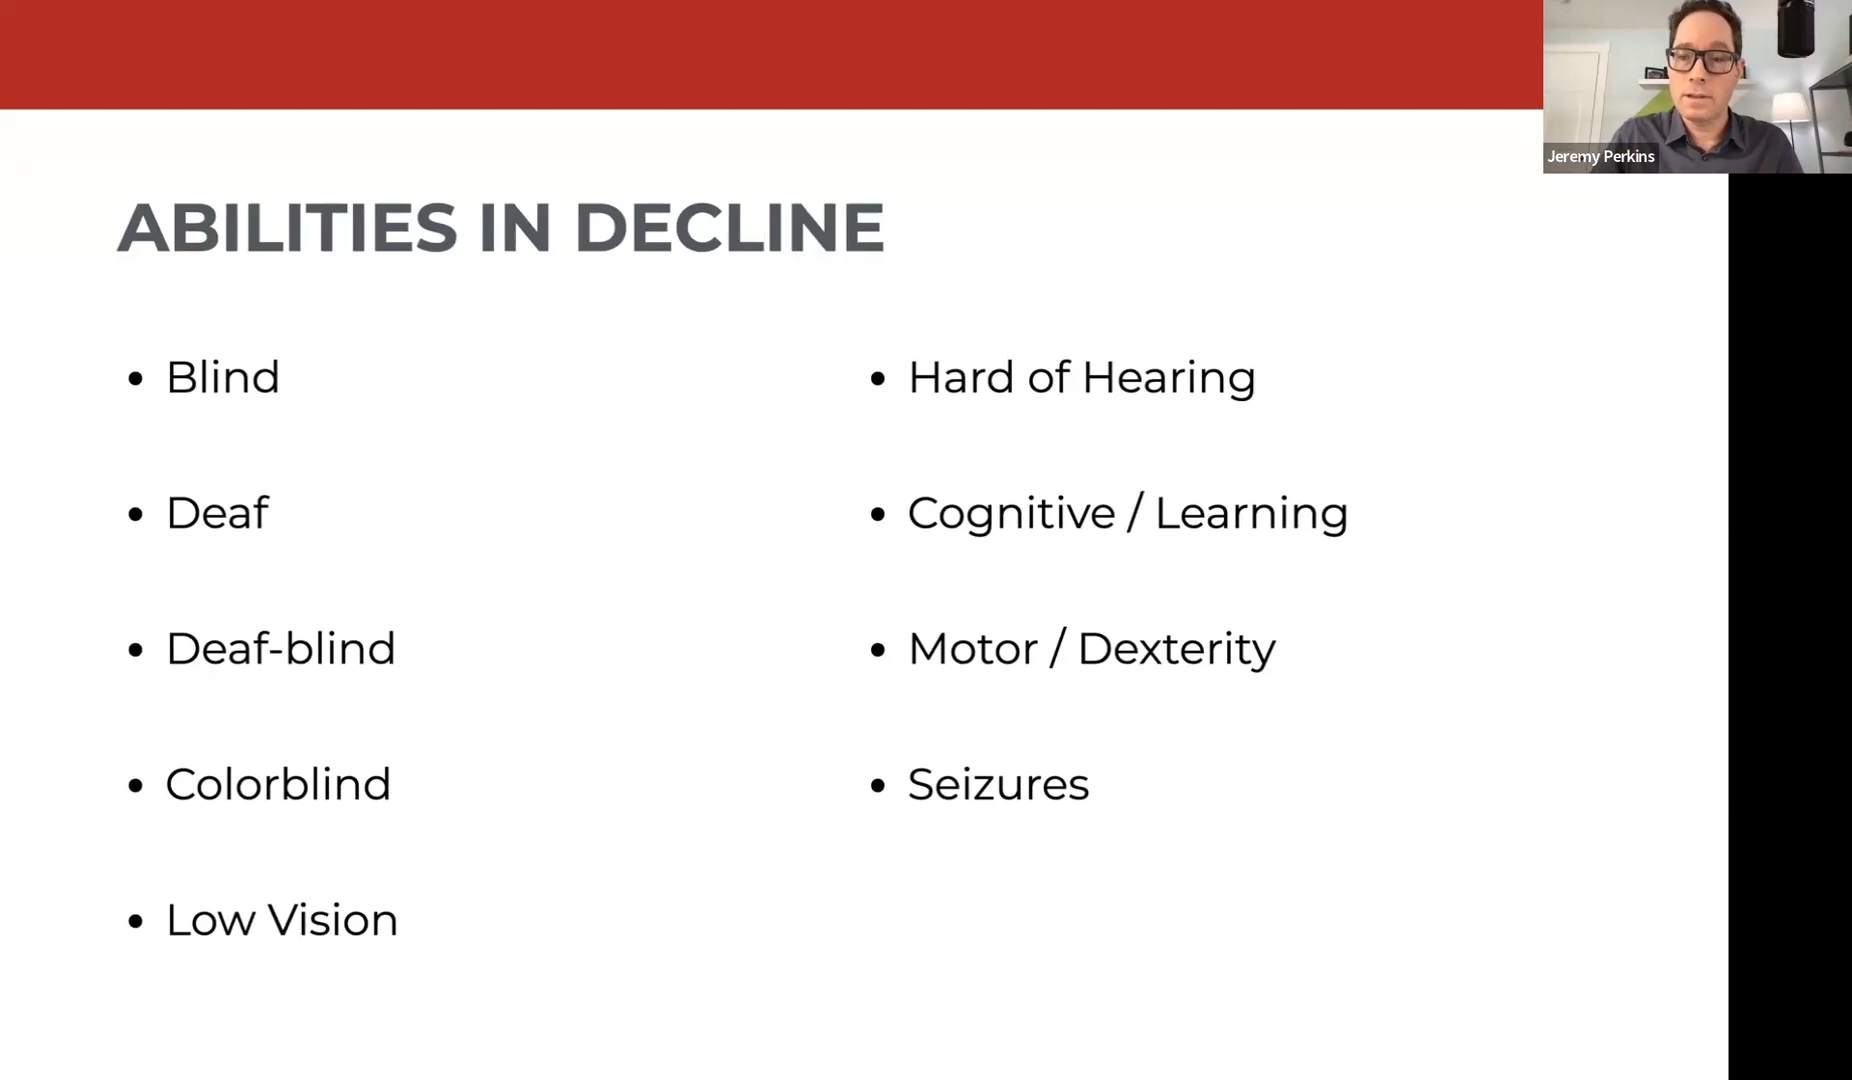 Jeremy Perkins
ABILITIES IN DECLINE
• Blind
• Deaf
• Deaf-blind
• Colorblind
• Low Vision
• Hard of Hearing
• Cognitive / Learning
• Motor / Dexterity
• Seizures